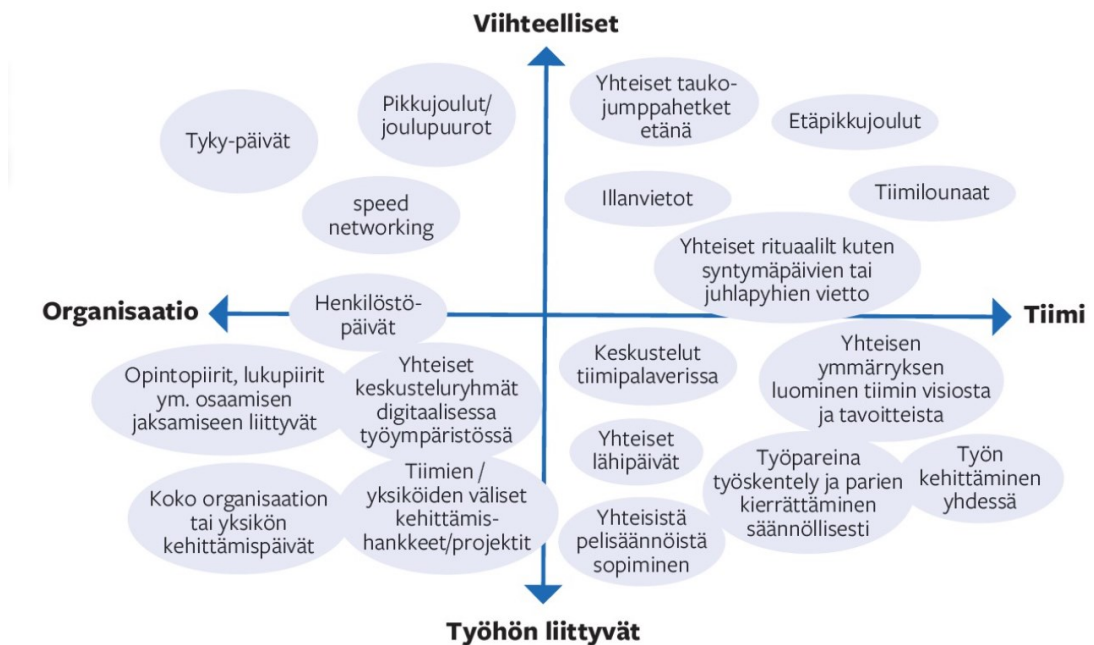 Viihteelliset
Tyky-päivät
Pikkujoulut/
joulupuurot
speed
networking
Yhteiset tauko-
jumppahetket
etänä
Etäpikkujoulut
Illanvietot
Tiimilounaat
Yhteiset rituaalilt kuten
syntymäpäivien tai
juhlapyhien vietto
Organisaatio
Henkilöstö-
päivät
Tiimi
Opintopiirit, lukupiirit
ym. osaamisen
jaksamiseen liittyvät
Yhteiset
keskusteluryhmät
digitaalisessa
työympäristössä
Keskustelut
tiimipalaverissa
Yhteisen
ymmärryksen
luominen tiimin visiosta
ja tavoitteista
Koko organisaation
tai yksikön
kehittämispäivät
Tiimien /
yksiköiden väliset
kehittämis-
hankkeet/projektit
Yhteiset
lähipäivät
Työpareina
työskentely ja parien
kierrättäminen
säännöllisesti
Työn
kehittäminen
yhdessä
Yhteisistä
pelisäännöistä
sopiminen
Työhön liittyvät